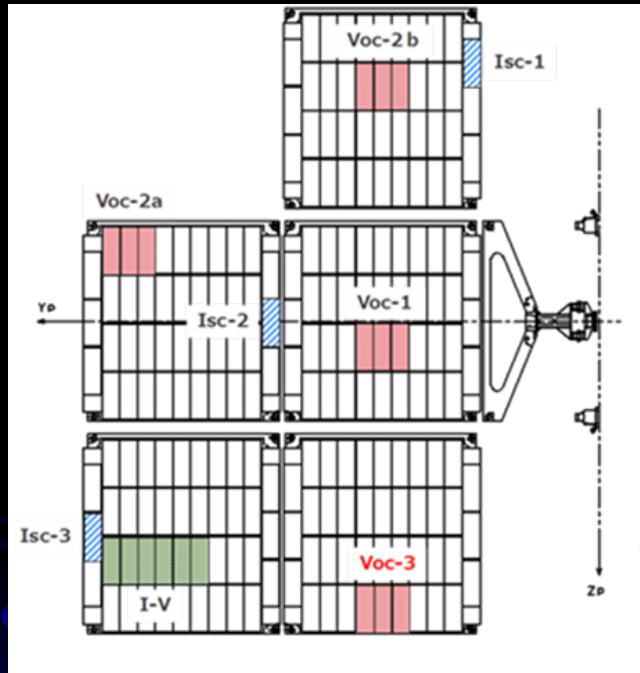 Voc-2 b
Isc-1
Voc-2a
Yp
Isc-2
Voc-1
Isc-3
Voc-3
I-V
Zp